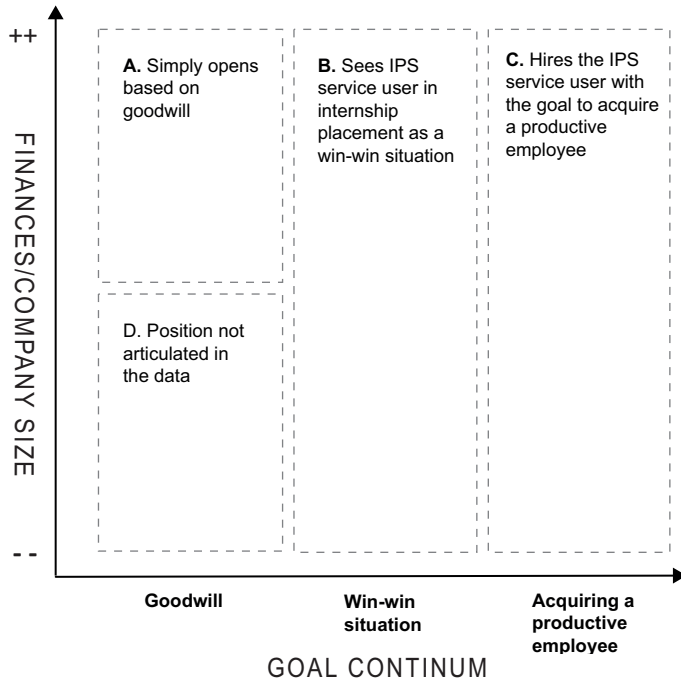 ++
FINANCES/COMPANY SIZE
- -
A. Simply opens
based on
goodwill
B. Sees IPS
service user in
internship
placement as a
win-win situation
C. Hires the IPS
service user with
the goal to acquire
a productive
employee
D. Position not
articulated in
the data
Goodwill
Win-win
situation
Acquiring a
productive
employee
GOAL CONTINUM